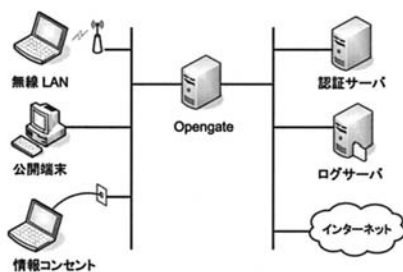 無線 LAN
認証サーバ
Opengate
公開端末
ログサーバ
インターネット
情報コンセント